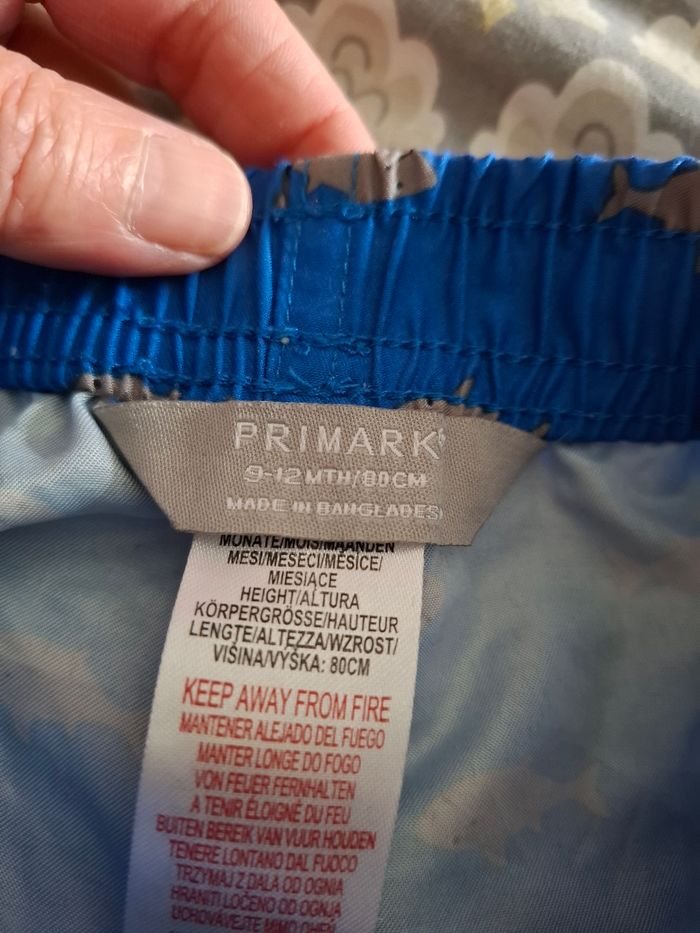 PRIMARK
9-12 MTH/80CM
MADE IN BANGLADESH
MONATE/MOIS/MAANDEN
MESI/MESECI/MĚSÍCE/
MIESIĄCE
HEIGHT/ALTURA
KÖRPERGRÖSSE/HAUTEUR
LENGTE/ALTEZZA/WZROST/
VIŠINA/VÝŠKA: 80CM
KEEP AWAY FROM FIRE
MANTENER ALEJADO DEL FUEGO
MANTER LONGE DO FOGO
VON FEUER FERNHALTEN
À TENIR ÉLOIGNÉ DU FEU
BUITEN BEREIK VAN VUUR HOUDEN
TENERE LONTANO DAL FUOCO
TRZYMAJ Z DALA OD OGNIA
HRANITI LOČENO OD OGNJA
UCHOVÁVEJTE MIMO OHEŇ